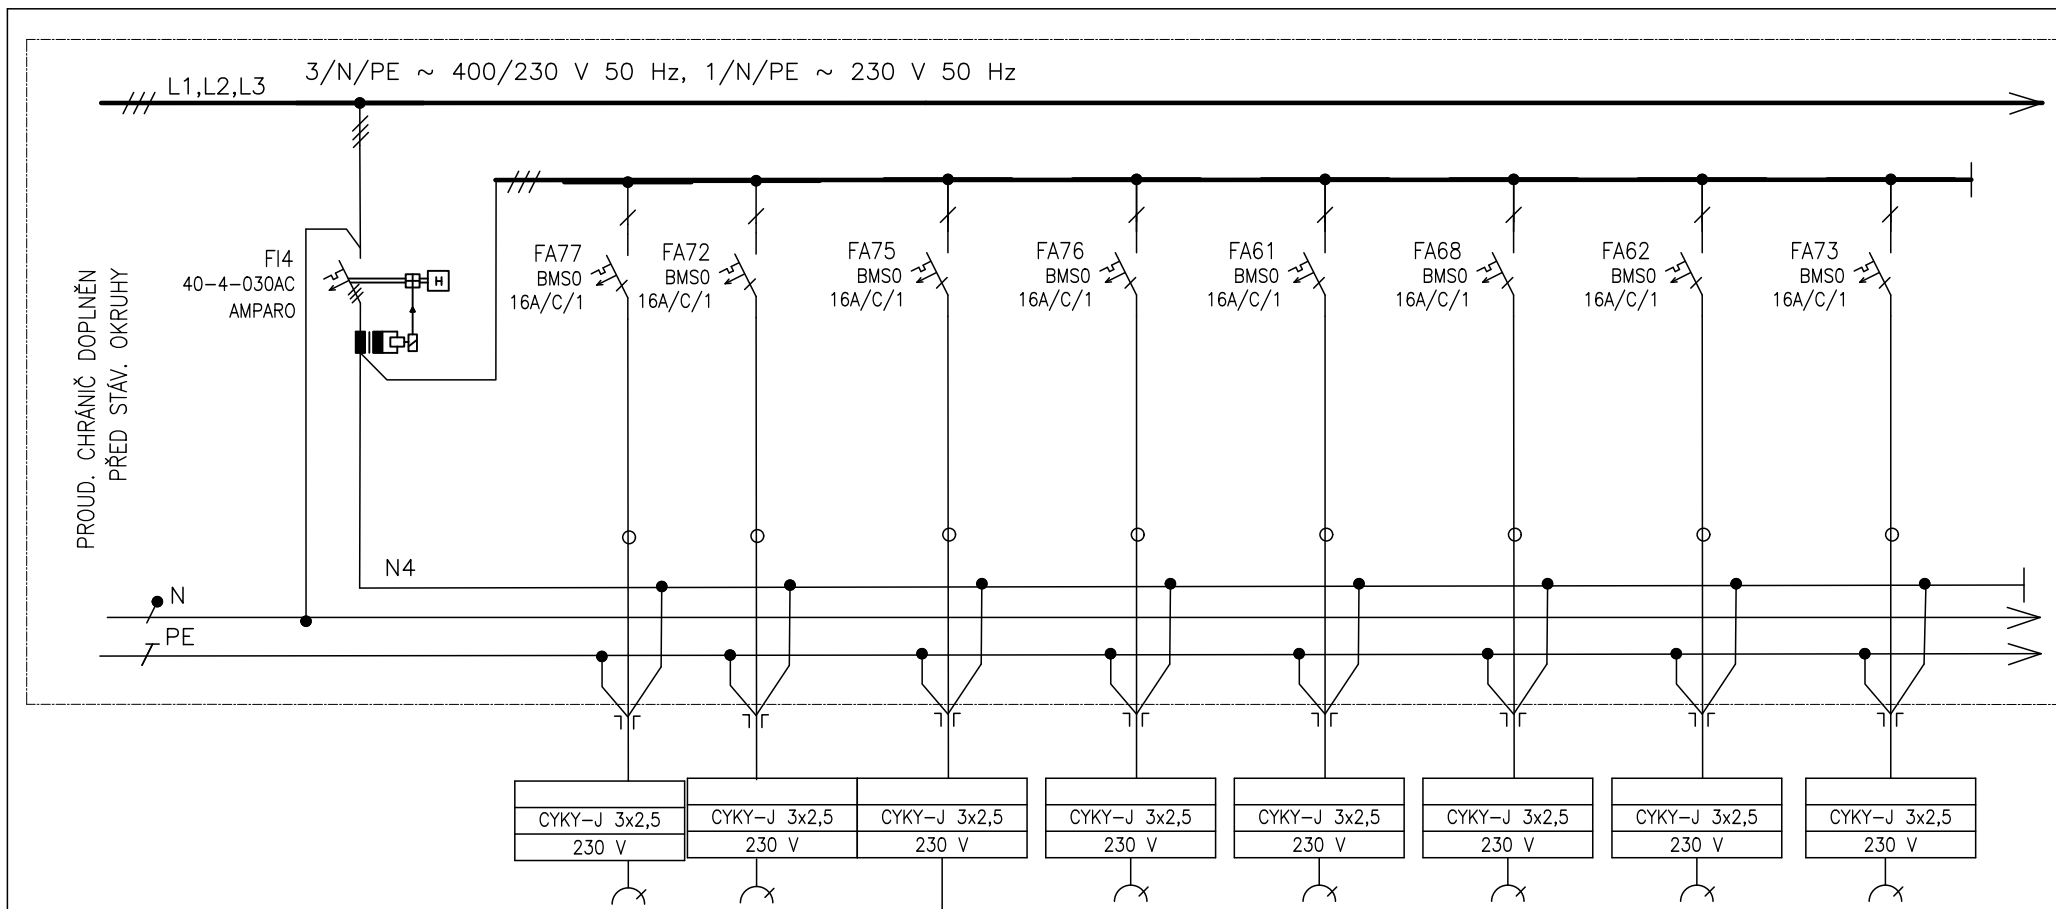 3/N/PE ~ 400/230 V 50 Hz, 1/N/PE ~ 230 V 50 Hz
L1,L2,L3
PROUD. CHRÁNIČ DOPLNĚN
PŘED STÁV. OKRUHY
FI4
40-4-030AC
AMPARO
H
FA77
BMS0
16A/C/1
FA72
BMS0
16A/C/1
FA75
BMS0
16A/C/1
FA76
BMS0
16A/C/1
FA61
BMS0
16A/C/1
FA68
BMS0
16A/C/1
FA62
BMS0
16A/C/1
FA73
BMS0
16A/C/1
N4
N
PE
CYKY-J 3x2,5
230 V
CYKY-J 3x2,5
230 V
CYKY-J 3x2,5
230 V
CYKY-J 3x2,5
230 V
CYKY-J 3x2,5
230 V
CYKY-J 3x2,5
230 V
CYKY-J 3x2,5
230 V
CYKY-J 3x2,5
230 V